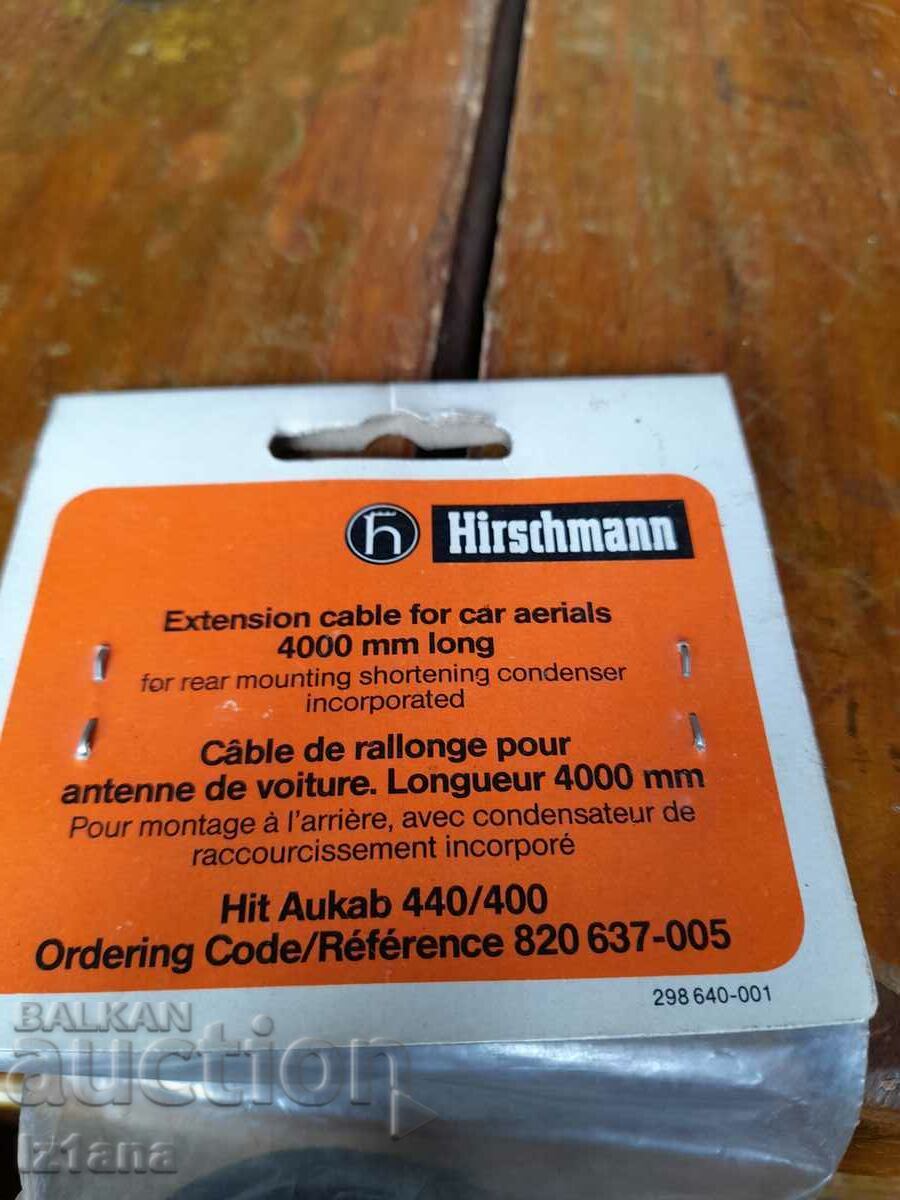 h Hirschmann
Extension cable for car aerials
4000 mm long
for rear mounting shortening condenser
incorporated
Câble de rallonge pour
antenne de voiture. Longueur 4000 mm
Pour montage à l'arrière, avec condensateur de
raccourcissement incorporé
Hit Aukab 440/400
Ordering Code/Référence 820 637-005
298 640-001
BALKAN
auction
iz1ana